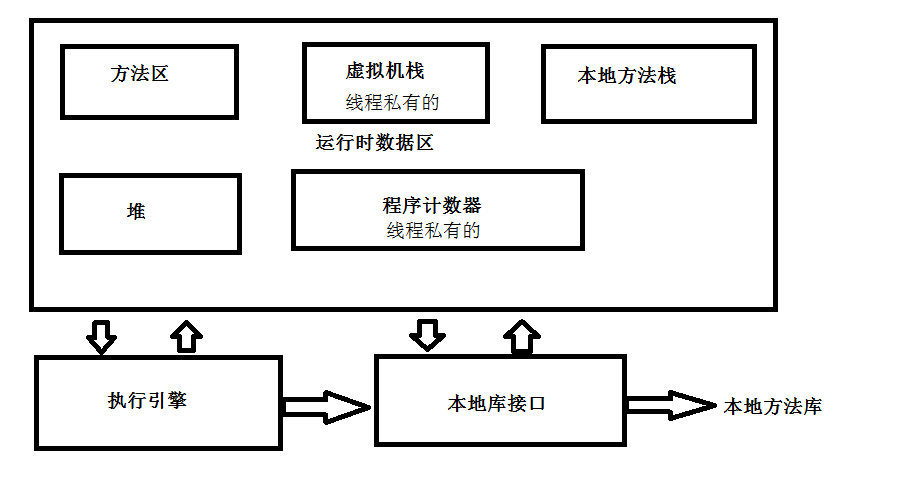 方法区
虚拟机栈
线程私有的
本地方法栈
运行时数据区
堆
程序计数器
线程私有的
执行引擎
本地库接口
本地方法库